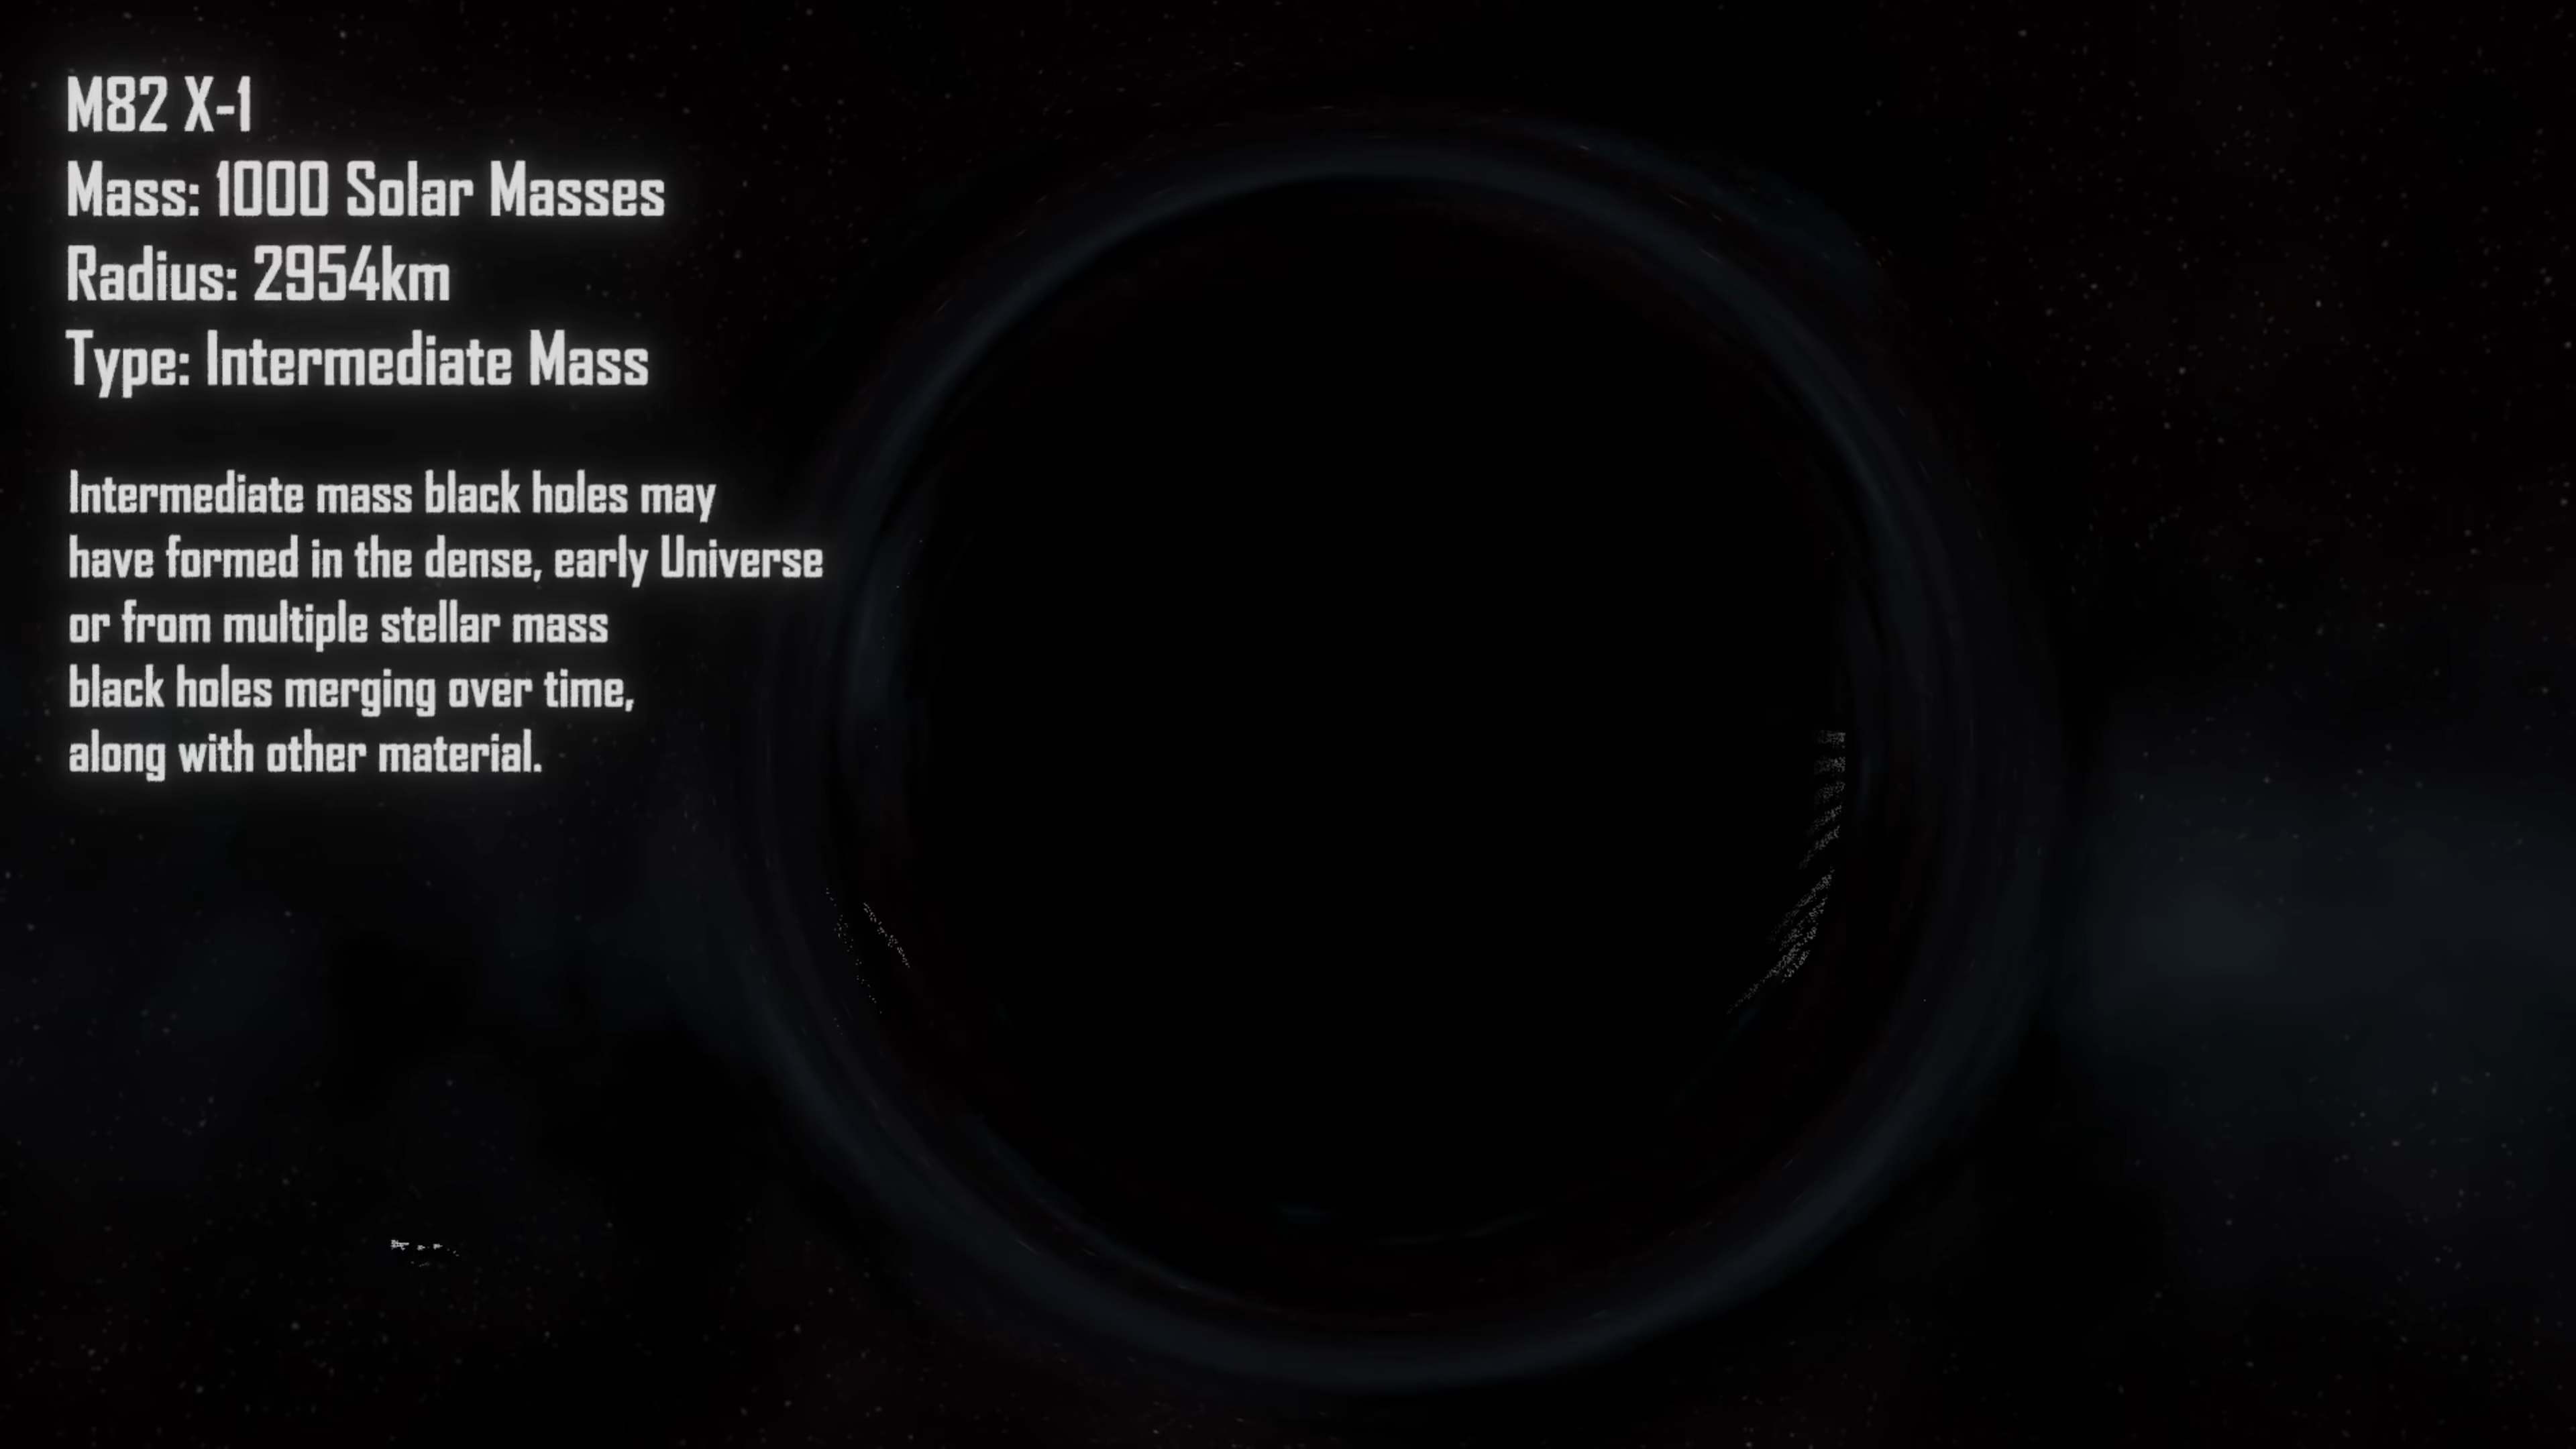 M82 X-1
Mass: 1000 Solar Masses
Radius: 2954km
Type: Intermediate Mass
Intermediate mass black holes may
have formed in the dense, early Universe
or from multiple stellar mass
black holes merging over time,
along with other material.